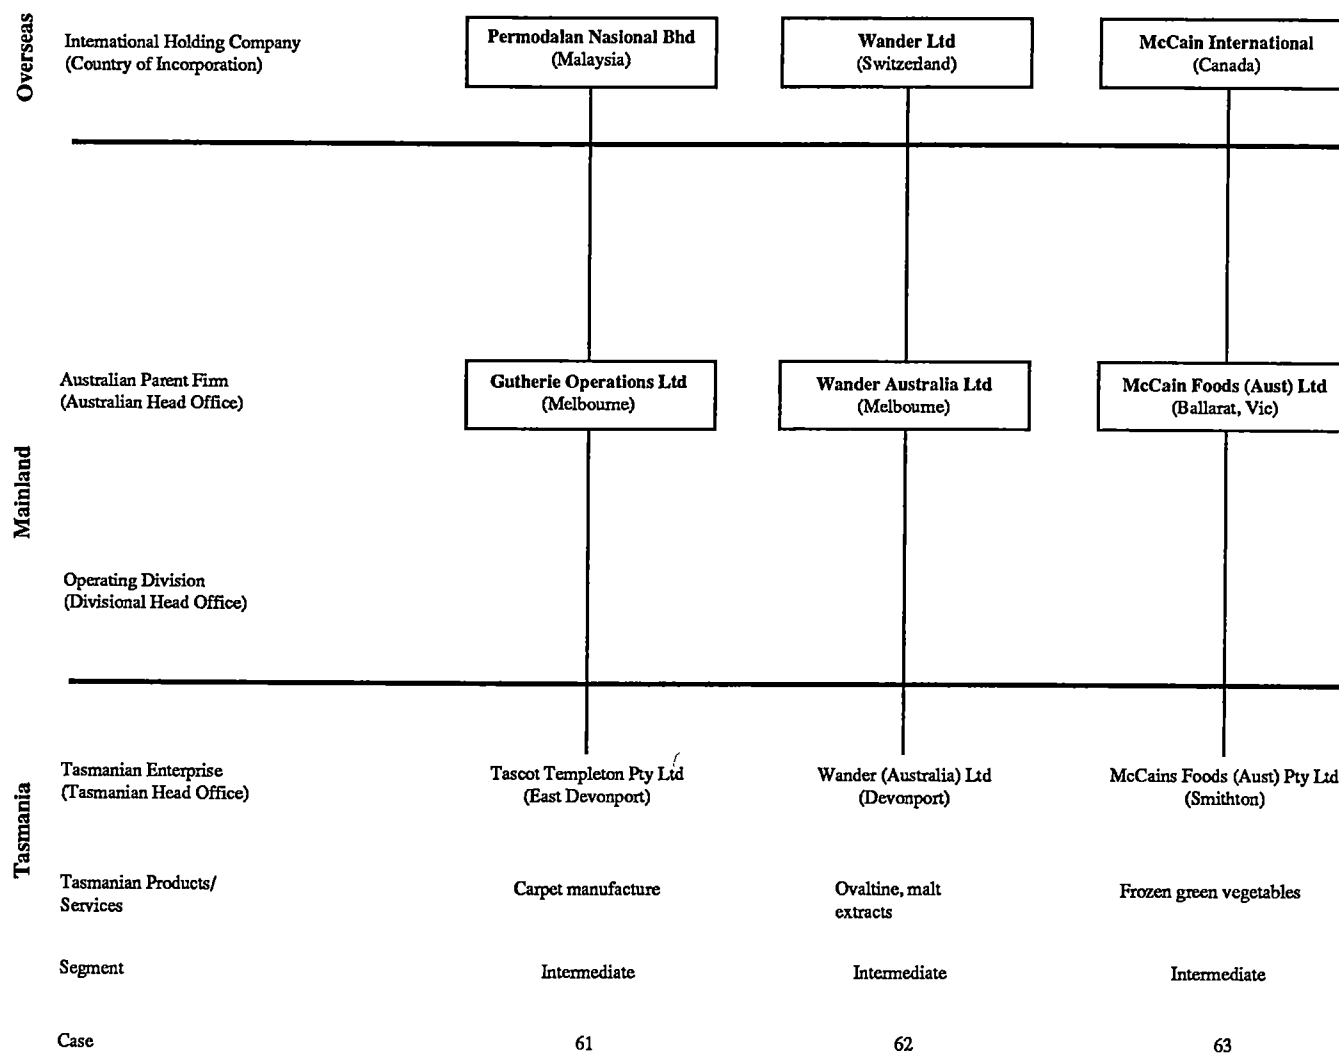 Overseas
International Holding Company
(Country of Incorporation)
Permodalan Nasional Bhd
(Malaysia)
Wander Ltd
(Switzerland)
McCain International
(Canada)
Mainland
Australian Parent Firm
(Australian Head Office)
Gutherie Operations Ltd
(Melbourne)
Wander Australia Ltd
(Melbourne)
McCain Foods (Aust) Ltd
(Ballarat, Vic)
Operating Division
(Divisional Head Office)
Tasmania
Tasmanian Enterprise
(Tasmanian Head Office)
Tascot Templeton Pty Ltd
(East Devonport)
Wander (Australia) Ltd
(Devonport)
McCains Foods (Aust) Pty Ltd
(Smithton)
Tasmanian Products/
Services
Carpet manufacture
Ovaltine, malt
extracts
Frozen green vegetables
Segment
Intermediate
Intermediate
Intermediate
Case
61
62
63